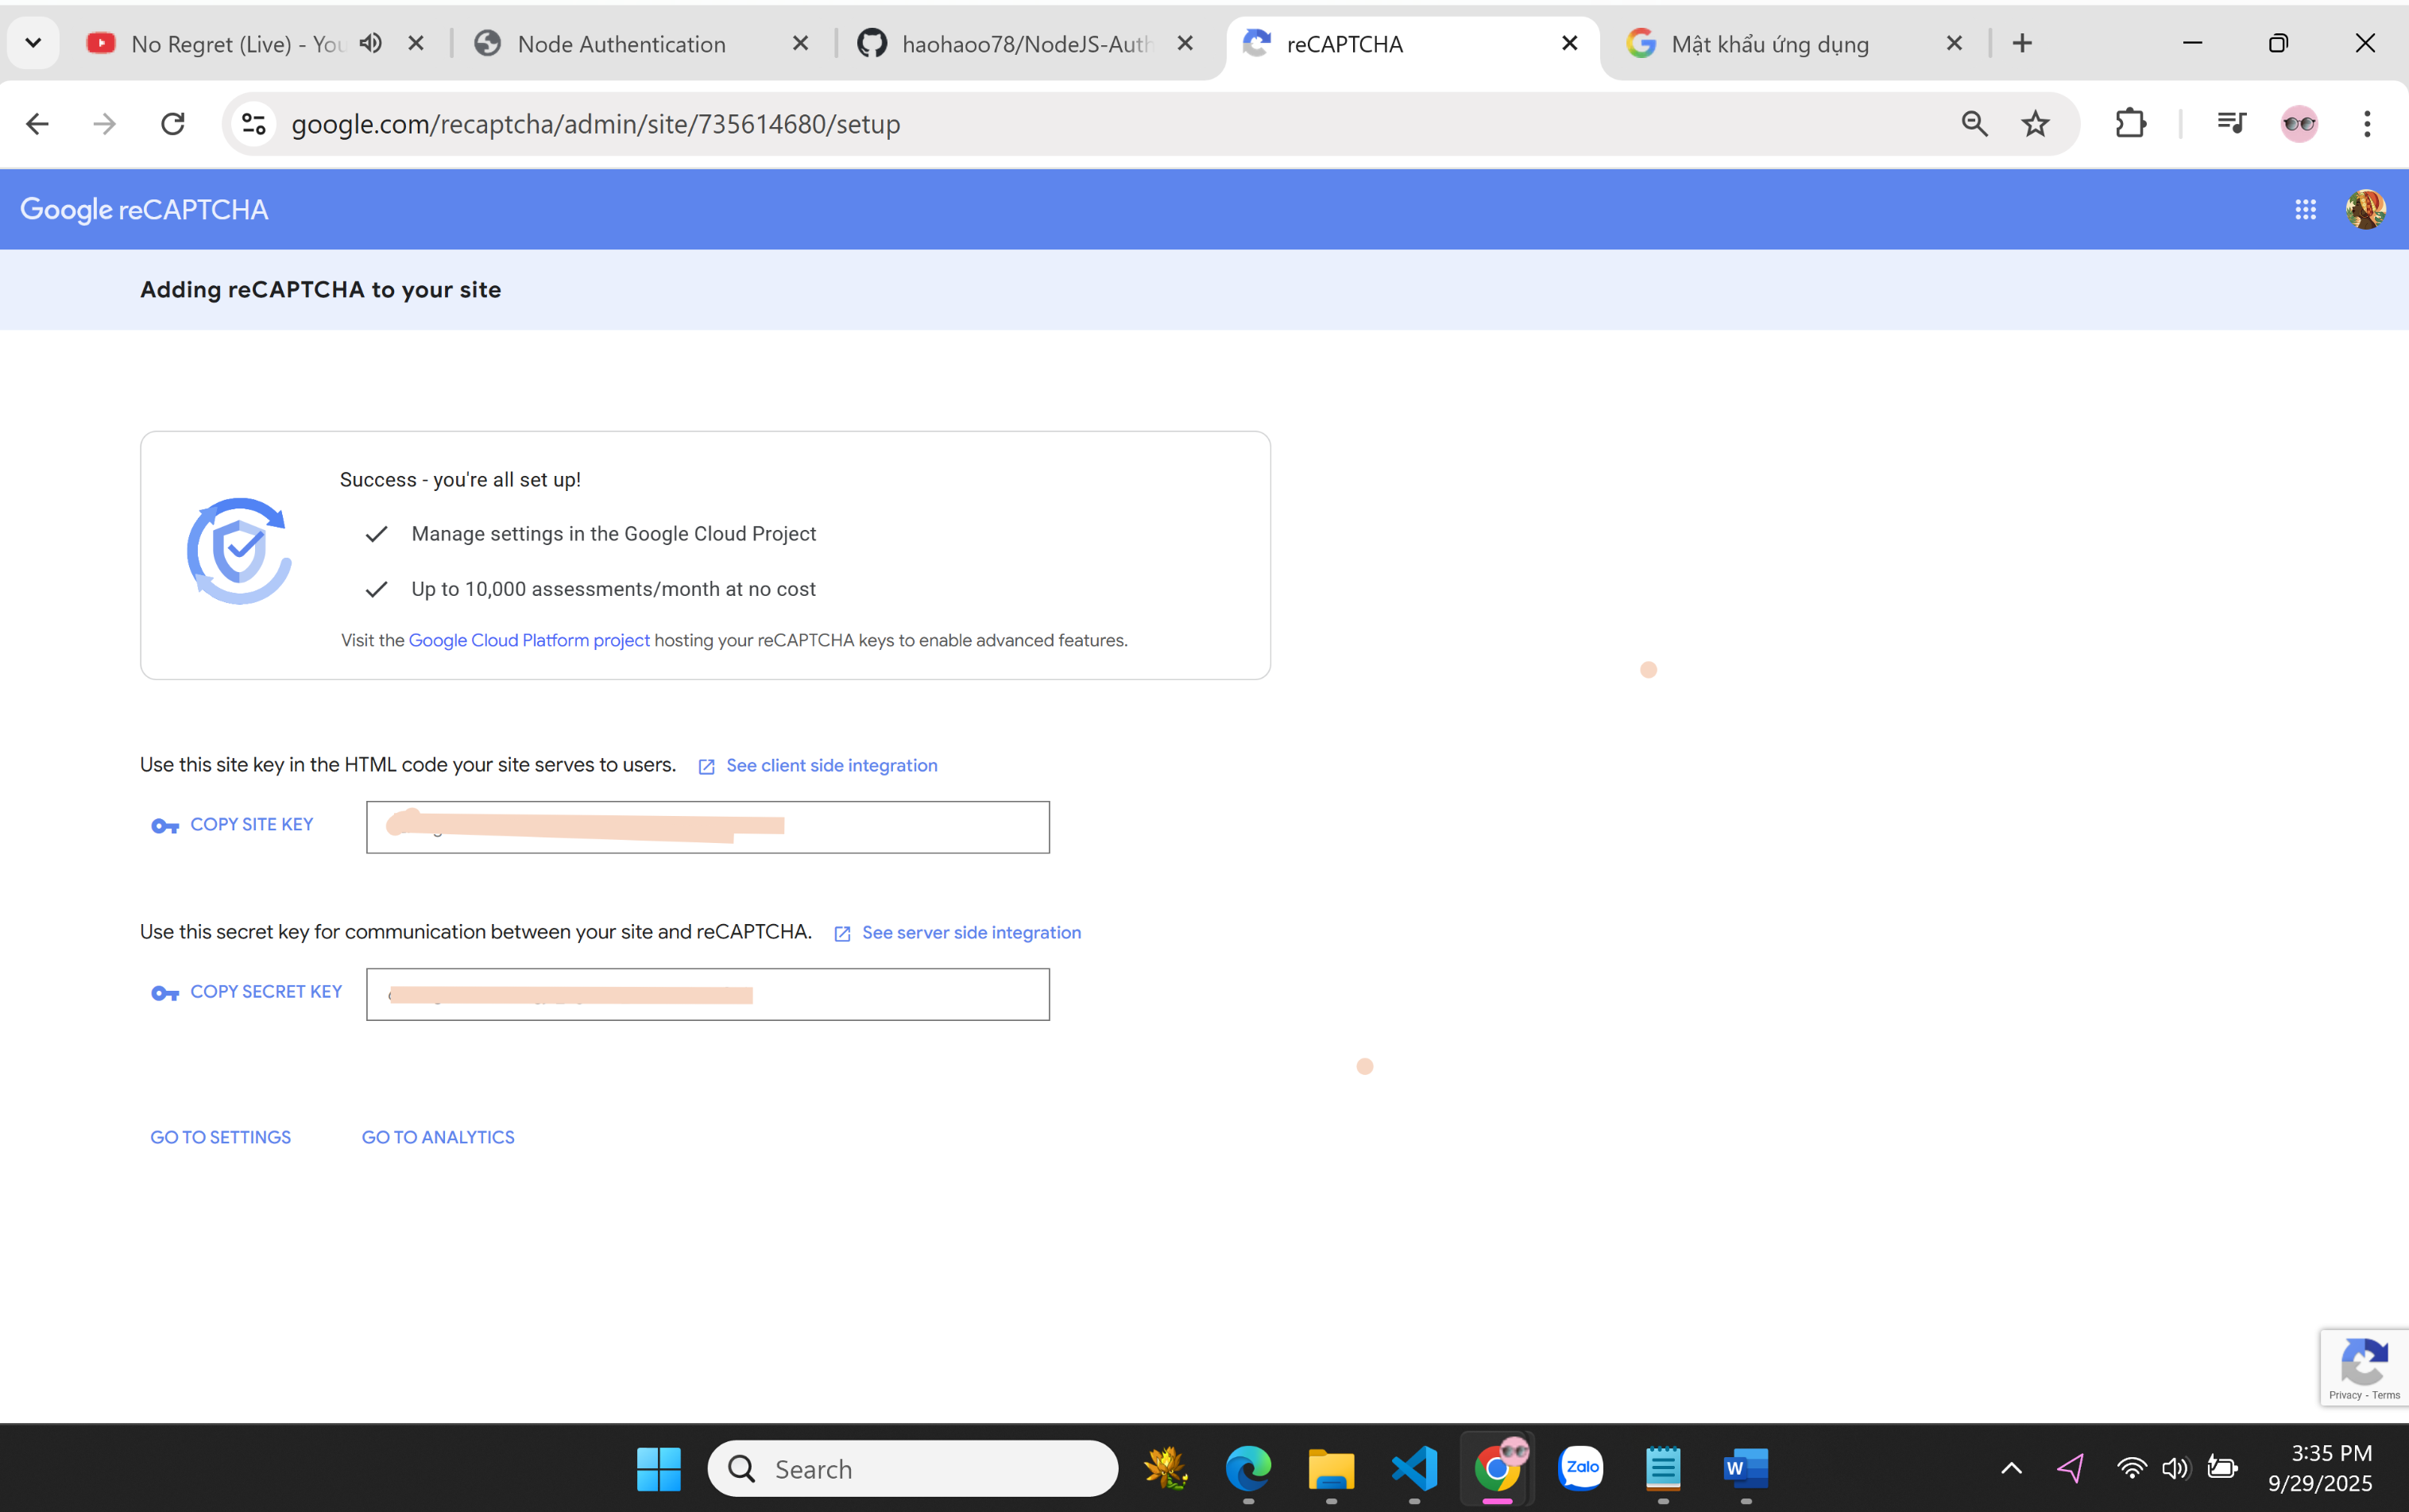 No Regret (Live) - You
Node Authentication
haohaoo78/NodeJS-Auth
reCAPTCHA
Mật khẩu ứng dụng
google.com/recaptcha/admin/site/735614680/setup
Google reCAPTCHA
Adding reCAPTCHA to your site
Success - you're all set up!
Manage settings in the Google Cloud Project
Up to 10,000 assessments/month at no cost
Visit the Google Cloud Platform project hosting your reCAPTCHA keys to enable advanced features.
Use this site key in the HTML code your site serves to users. See client side integration
COPY SITE KEY
Use this secret key for communication between your site and reCAPTCHA. See server side integration
COPY SECRET KEY
GO TO SETTINGS GO TO ANALYTICS
Privacy - Terms
Search
Zalo
W
3:35 PM
9/29/2025